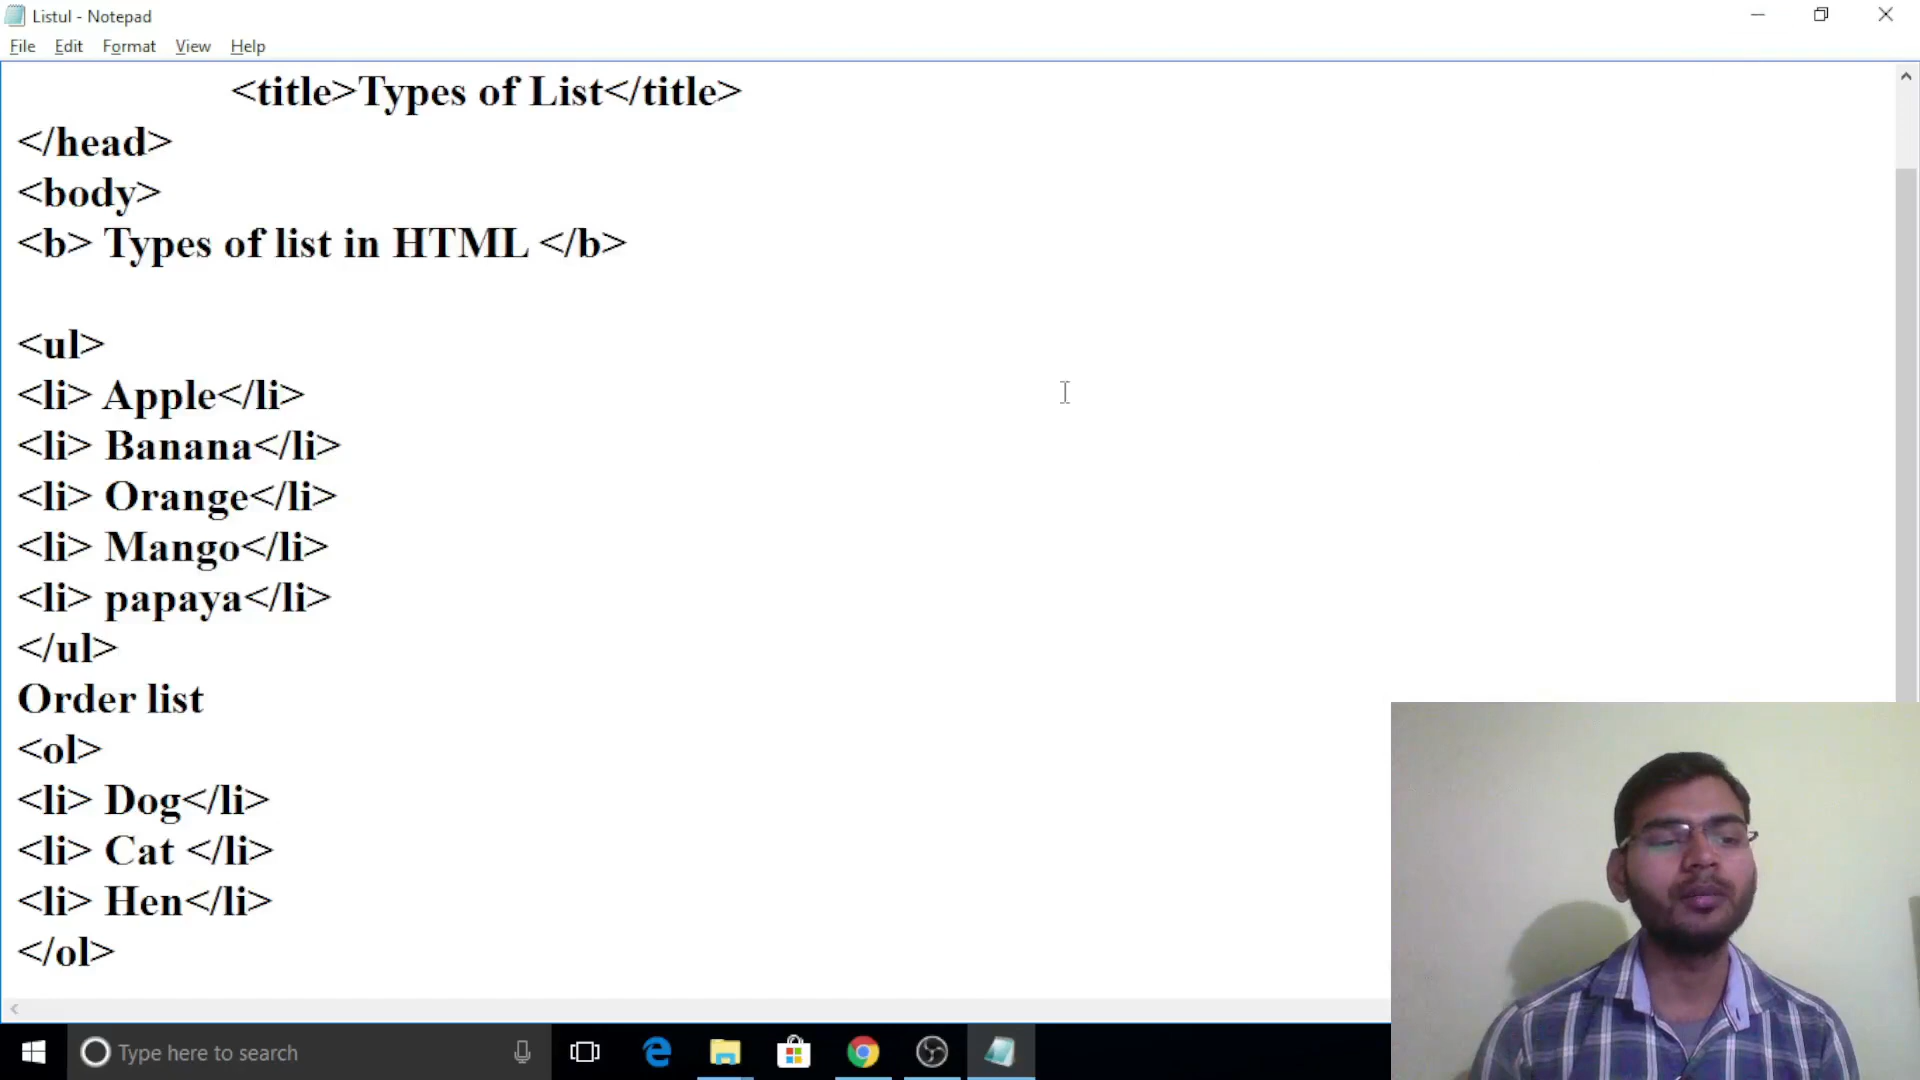 Listul - Notepad
File Edit Format View Help
<title>Types of List</title>
</head>
<body>
<b> Types of list in HTML </b>
<ul>
<li> Apple</li>
<li> Banana</li>
<li> Orange</li>
<li> Mango</li>
<li> papaya</li>
</ul>
Order list
<ol>
<li> Dog</li>
<li> Cat </li>
<li> Hen</li>
</ol>
Type here to search